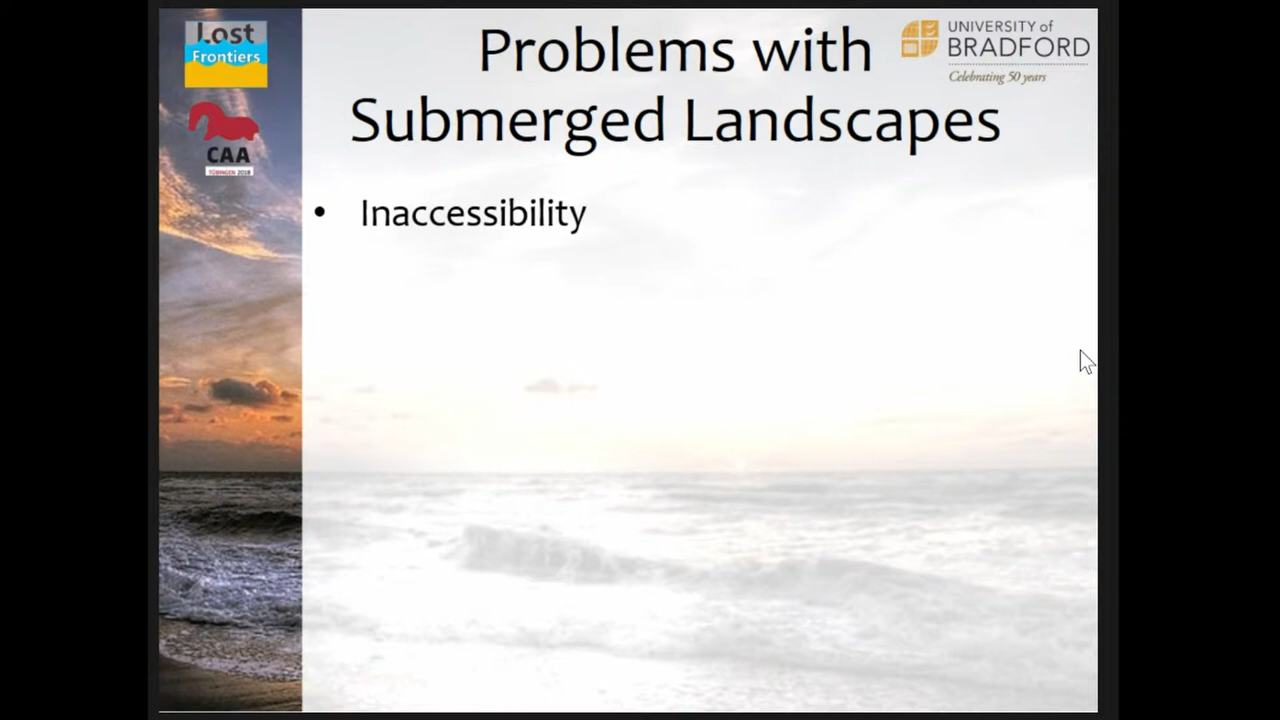 Lost
Frontiers
CAA
TÜBINGEN 2018
Problems with
Submerged Landscapes
UNIVERSITY of
BRADFORD
Celebrating 50 years
• Inaccessibility